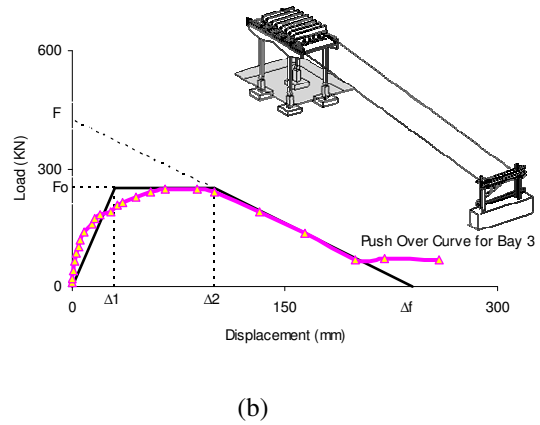 600
F
Load (KN)
300
Fo
Push Over Curve for Bay 3
0
0
Δ1
Δ2
150
Δf
300
Displacement (mm)
(b)